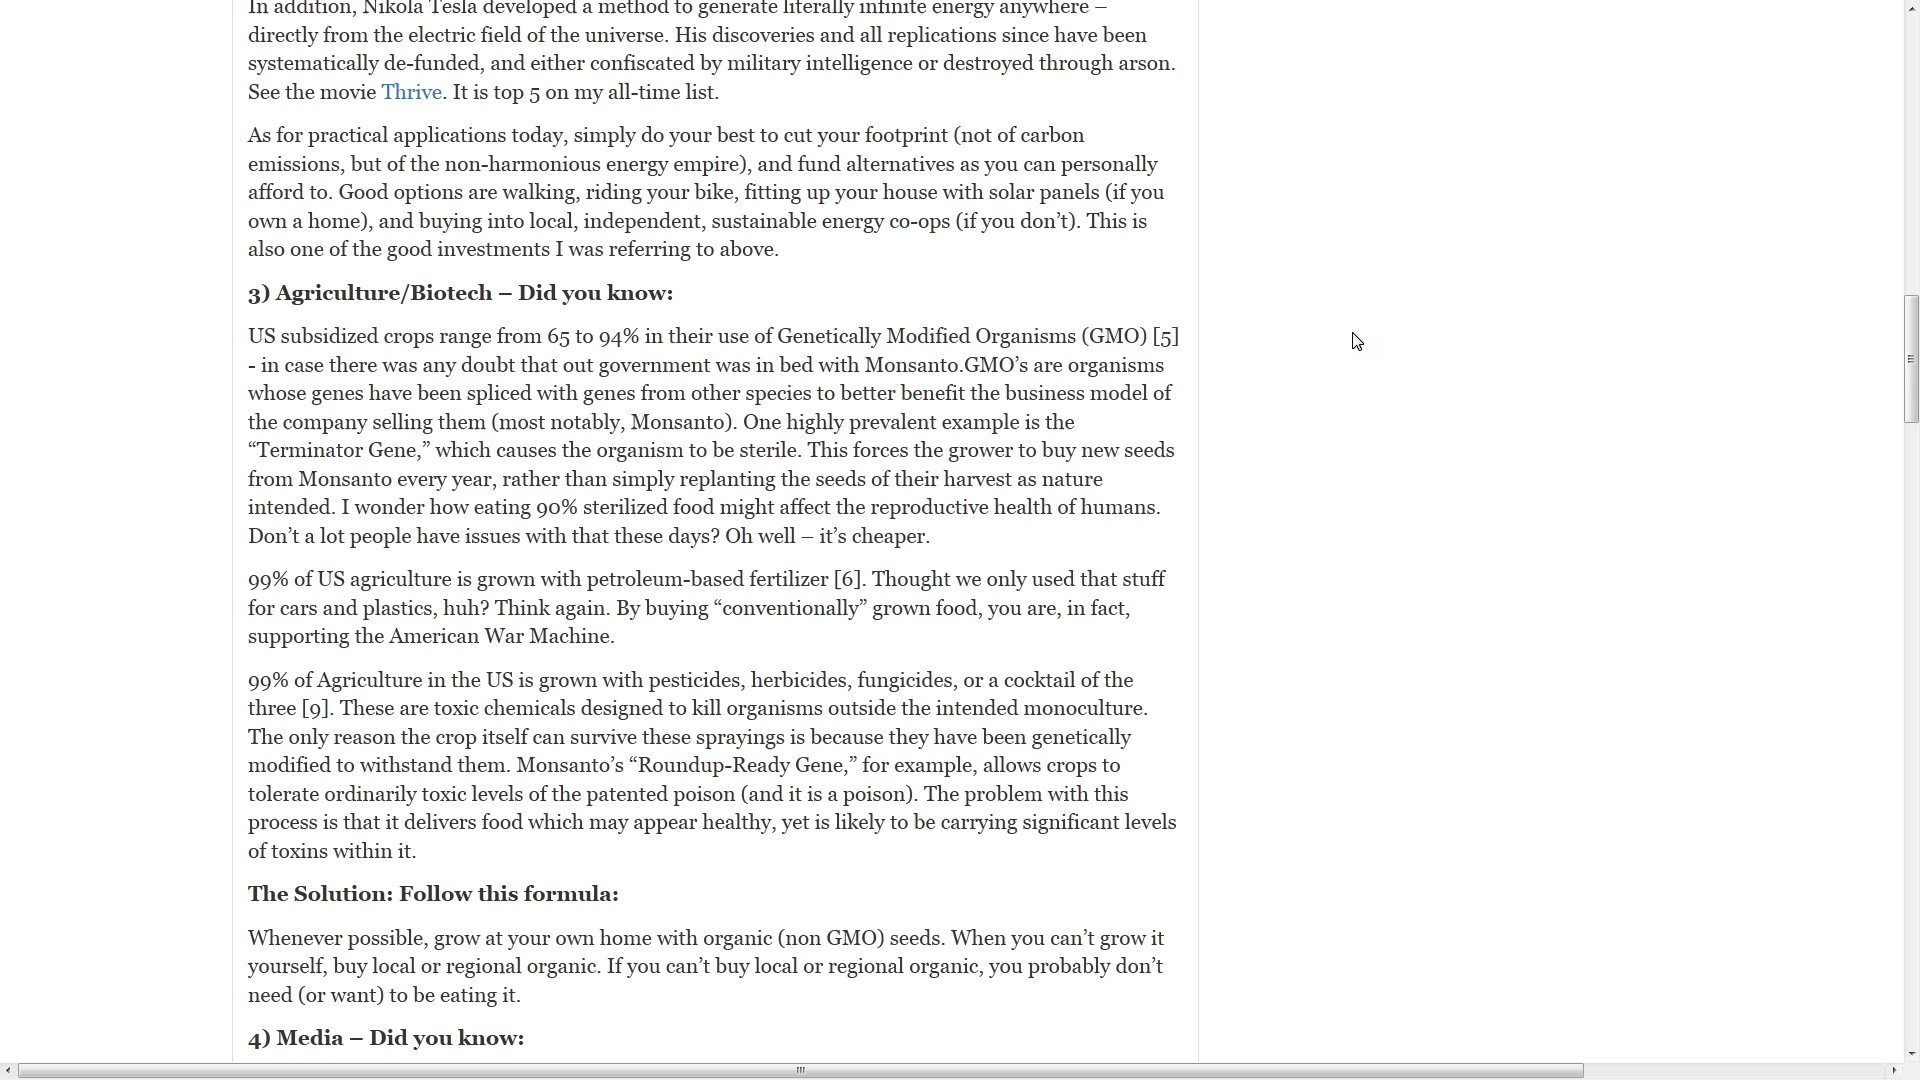 In addition, Nikola Tesla developed a method to generate literally infinite energy anywhere –
directly from the electric field of the universe. His discoveries and all replications since have been
systematically de-funded, and either confiscated by military intelligence or destroyed through arson.
See the movie Thrive. It is top 5 on my all-time list.
As for practical applications today, simply do your best to cut your footprint (not of carbon
emissions, but of the non-harmonious energy empire), and fund alternatives as you can personally
afford to. Good options are walking, riding your bike, fitting up your house with solar panels (if you
own a home), and buying into local, independent, sustainable energy co-ops (if you don’t). This is
also one of the good investments I was referring to above.
3) Agriculture/Biotech – Did you know:
US subsidized crops range from 65 to 94% in their use of Genetically Modified Organisms (GMO) [5]
- in case there was any doubt that out government was in bed with Monsanto.GMO’s are organisms
whose genes have been spliced with genes from other species to better benefit the business model of
the company selling them (most notably, Monsanto). One highly prevalent example is the
“Terminator Gene,” which causes the organism to be sterile. This forces the grower to buy new seeds
from Monsanto every year, rather than simply replanting the seeds of their harvest as nature
intended. I wonder how eating 90% sterilized food might affect the reproductive health of humans.
Don’t a lot people have issues with that these days? Oh well – it’s cheaper.
99% of US agriculture is grown with petroleum-based fertilizer [6]. Thought we only used that stuff
for cars and plastics, huh? Think again. By buying “conventionally” grown food, you are, in fact,
supporting the American War Machine.
99% of Agriculture in the US is grown with pesticides, herbicides, fungicides, or a cocktail of the
three [9]. These are toxic chemicals designed to kill organisms outside the intended monoculture.
The only reason the crop itself can survive these sprayings is because they have been genetically
modified to withstand them. Monsanto’s “Roundup-Ready Gene,” for example, allows crops to
tolerate ordinarily toxic levels of the patented poison (and it is a poison). The problem with this
process is that it delivers food which may appear healthy, yet is likely to be carrying significant levels
of toxins within it.
The Solution: Follow this formula:
Whenever possible, grow at your own home with organic (non GMO) seeds. When you can’t grow it
yourself, buy local or regional organic. If you can’t buy local or regional organic, you probably don’t
need (or want) to be eating it.
4) Media – Did you know: